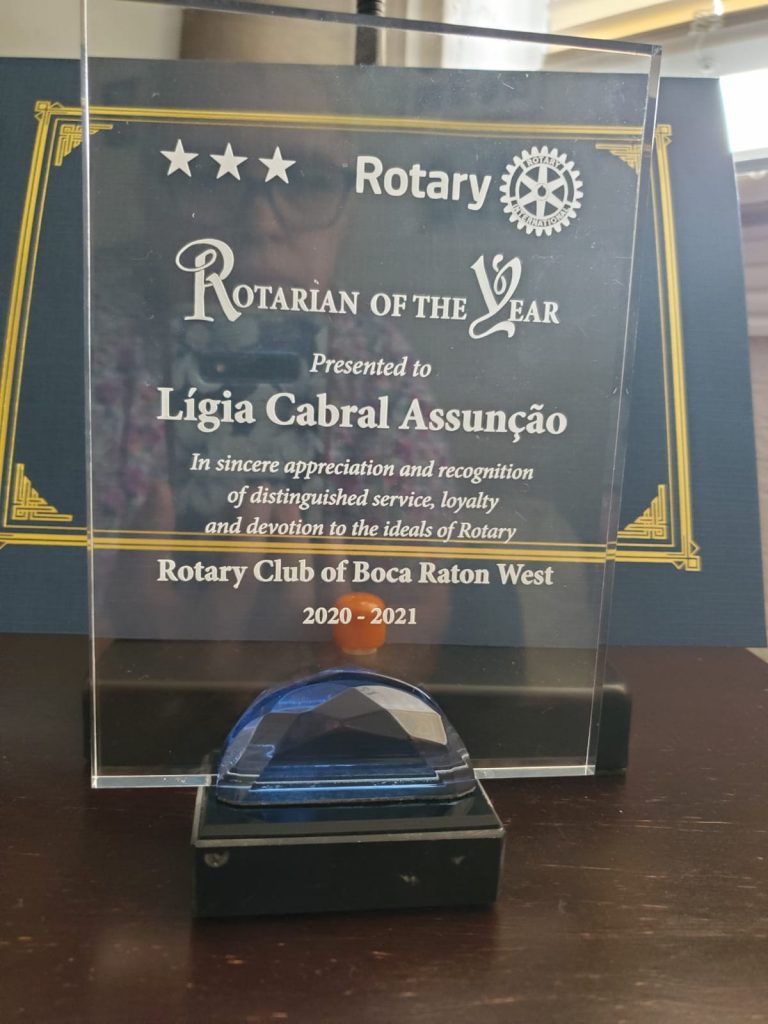 Rotary
ROTARY
INTERNATIONAL
Rotarian of the Year
Presented to
Lígia Cabral Assunção
In sincere appreciation and recognition
of distinguished service, loyalty
and devotion to the ideals of Rotary
Rotary Club of Boca Raton West
2020 - 2021